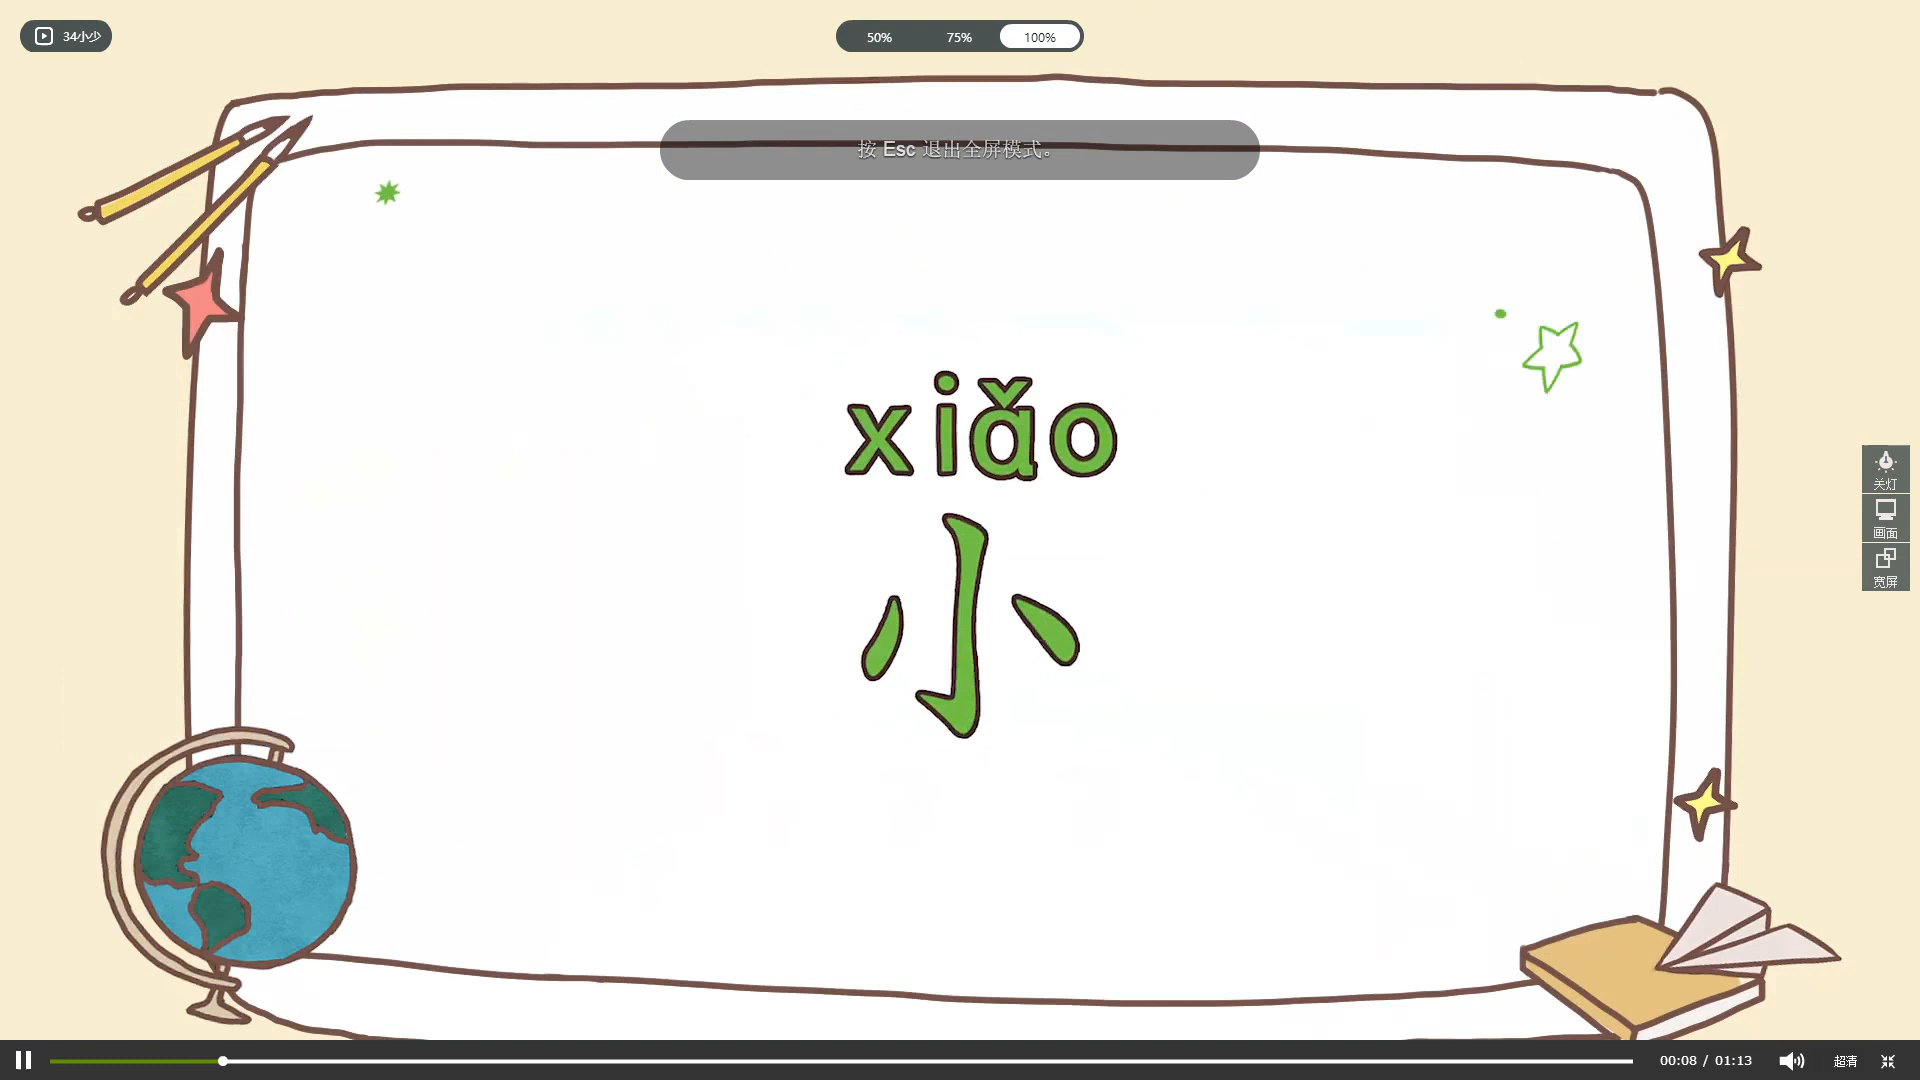 34小少
50% 75% 100%
按 Esc 退出全屏模式。
xiǎo
小
关灯
画面
宽屏
00:08 / 01:13 超清